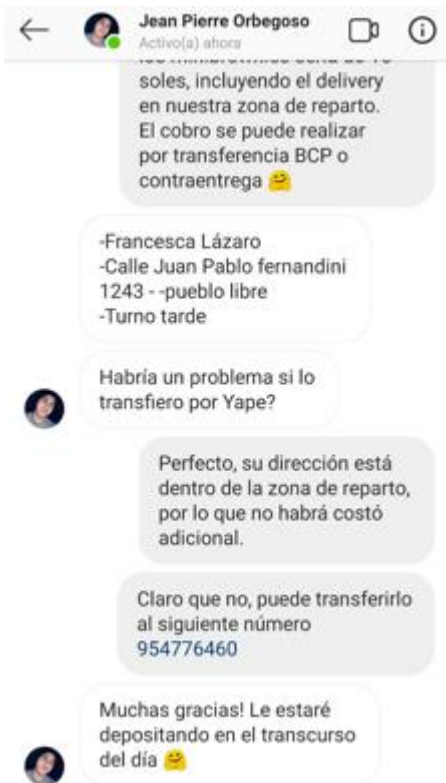 Jean Pierre Orbegoso
Activo(a) ahora
soles, incluyendo el delivery
en nuestra zona de reparto.
El cobro se puede realizar
por transferencia BCP o
contraentrega 🤗
-Francesca Lázaro
-Calle Juan Pablo fernandini
1243 - -pueblo libre
-Turno tarde
Habría un problema si lo
transfiero por Yape?
Perfecto, su dirección está
dentro de la zona de reparto,
por lo que no habrá costó
adicional.
Claro que no, puede transferirlo
al siguiente número
954776460
Muchas gracias! Le estaré
depositando en el transcurso
del día 🤗